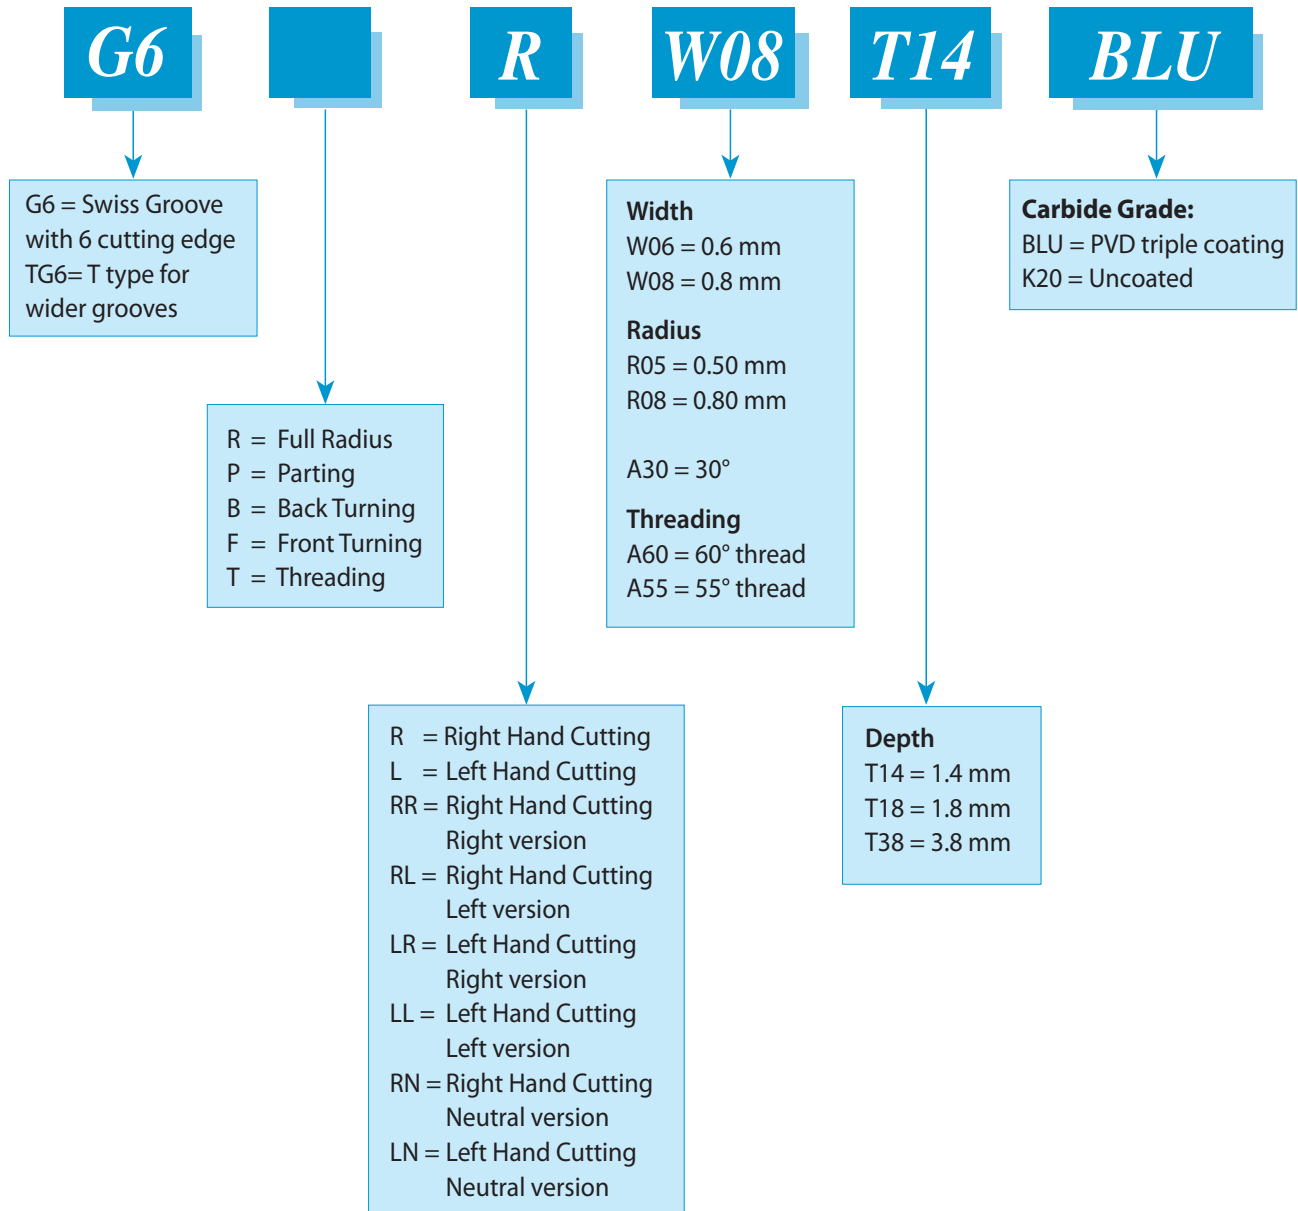 G6 R W08 T14 BLU
G6 = Swiss Groove
with 6 cutting edge
TG6= T type for
wider grooves
R = Full Radius
P = Parting
B = Back Turning
F = Front Turning
T = Threading
R = Right Hand Cutting
L = Left Hand Cutting
RR = Right Hand Cutting
Right version
RL = Right Hand Cutting
Left version
LR = Left Hand Cutting
Right version
LL = Left Hand Cutting
Left version
RN = Right Hand Cutting
Neutral version
LN = Left Hand Cutting
Neutral version
Width
W06 = 0.6 mm
W08 = 0.8 mm
Radius
R05 = 0.50 mm
R08 = 0.80 mm
A30 = 30°
Threading
A60 = 60° thread
A55 = 55° thread
Depth
T14 = 1.4 mm
T18 = 1.8 mm
T38 = 3.8 mm
Carbide Grade:
BLU = PVD triple coating
K20 = Uncoated